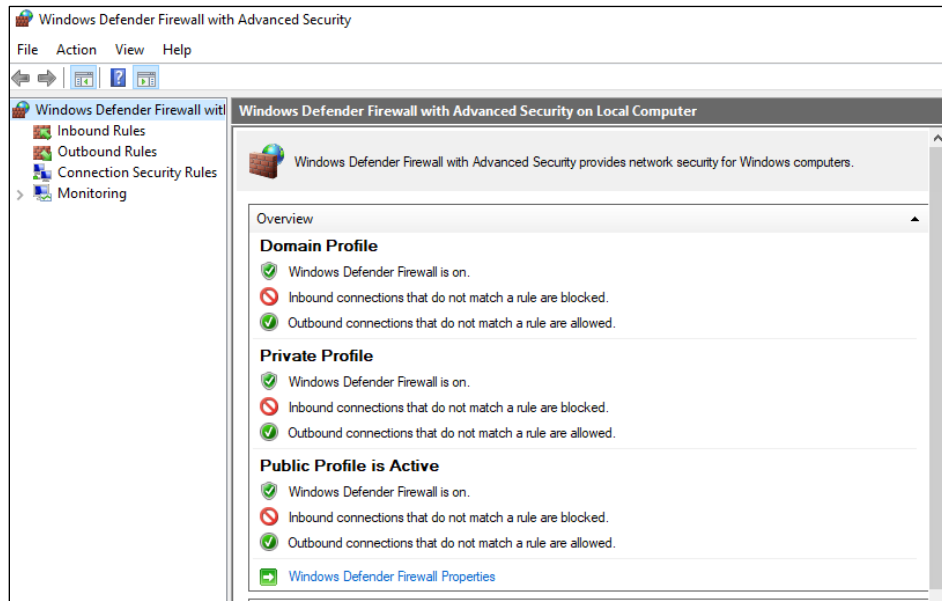 Windows Defender Firewall with Advanced Security
File Action View Help
Windows Defender Firewall with
Inbound Rules
Outbound Rules
Connection Security Rules
Monitoring
Windows Defender Firewall with Advanced Security on Local Computer
Windows Defender Firewall with Advanced Security provides network security for Windows computers.
Overview
Domain Profile
Windows Defender Firewall is on.
Inbound connections that do not match a rule are blocked.
Outbound connections that do not match a rule are allowed.
Private Profile
Windows Defender Firewall is on.
Inbound connections that do not match a rule are blocked.
Outbound connections that do not match a rule are allowed.
Public Profile is Active
Windows Defender Firewall is on.
Inbound connections that do not match a rule are blocked.
Outbound connections that do not match a rule are allowed.
Windows Defender Firewall Properties